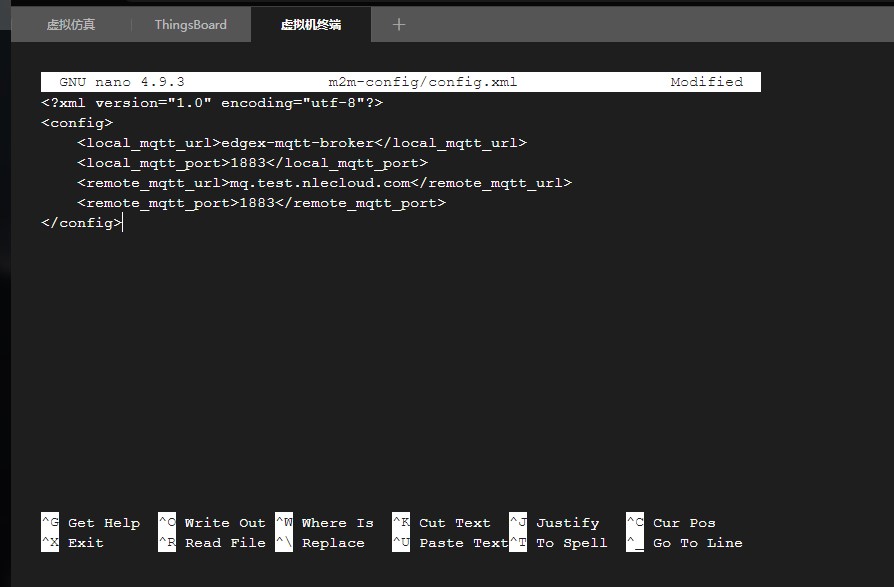 虚拟仿真 ThingsBoard 虚拟机终端 +
GNU nano 4.9.3 m2m-config/config.xml Modified
<?xml version="1.0" encoding="utf-8"?>
<config>
    <local_mqtt_url>edgex-mqtt-broker</local_mqtt_url>
    <local_mqtt_port>1883</local_mqtt_port>
    <remote_mqtt_url>mq.test.nlecloud.com</remote_mqtt_url>
    <remote_mqtt_port>1883</remote_mqtt_port>
</config>
^G Get Help ^O Write Out ^W Where Is ^K Cut Text ^J Justify ^C Cur Pos
^X Exit ^R Read File ^\ Replace ^U Paste Text ^T To Spell ^_ Go To Line